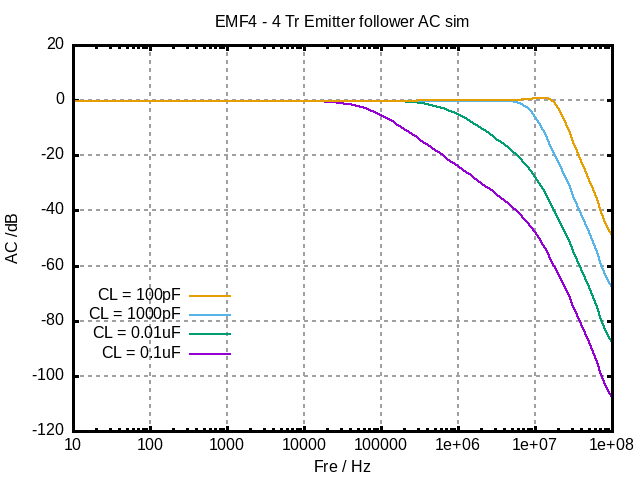 EMF4 - 4 Tr Emitter follower AC sim
20
0
-20
-40
-60
-80
-100
-120
AC /dB
CL = 100pF
CL = 1000pF
CL = 0.01uF
CL = 0.1uF
10 100 1000 10000 100000 1e+06 1e+07 1e+08
Fre / Hz